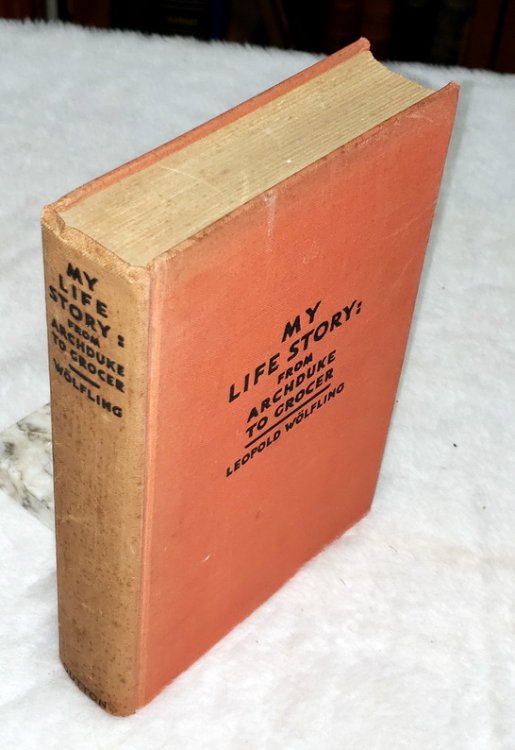 MY
LIFE
STORY:
FROM
ARCHDUKE
TO GROCER
WÖLFLING
MY
LIFE STORY:
FROM
ARCHDUKE
TO GROCER
LEOPOLD WÖLFLING